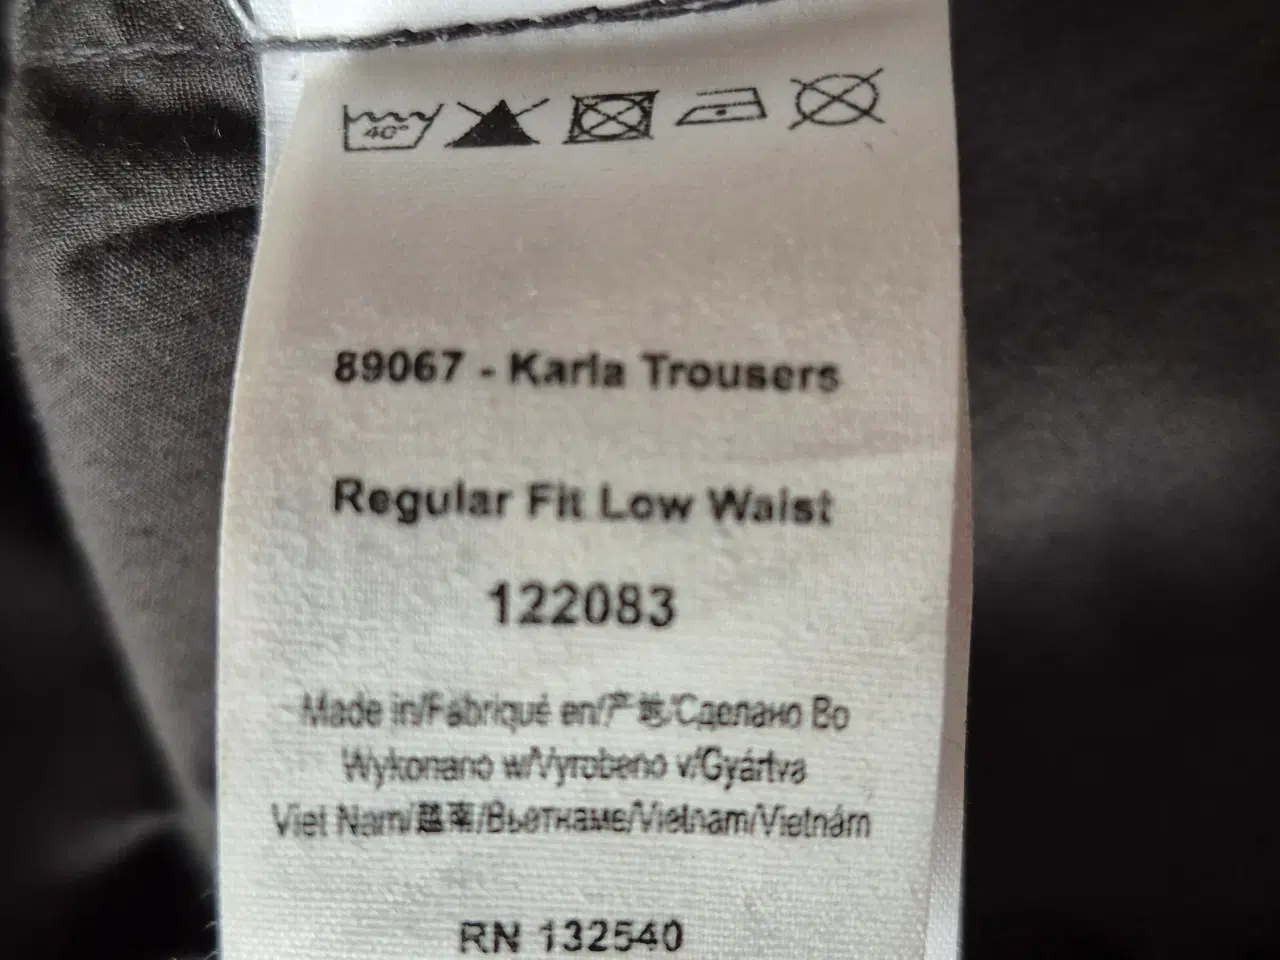 40°
89067 - Karla Trousers
Regular Fit Low Waist
122083
Made in/Fabriqué en/产地/Сделано Во
Wykonano w/Vyrobeno v/Gyártva
Viet Nam/越南/Вьетнаме/Vietnam/Vietnám
RN 132540